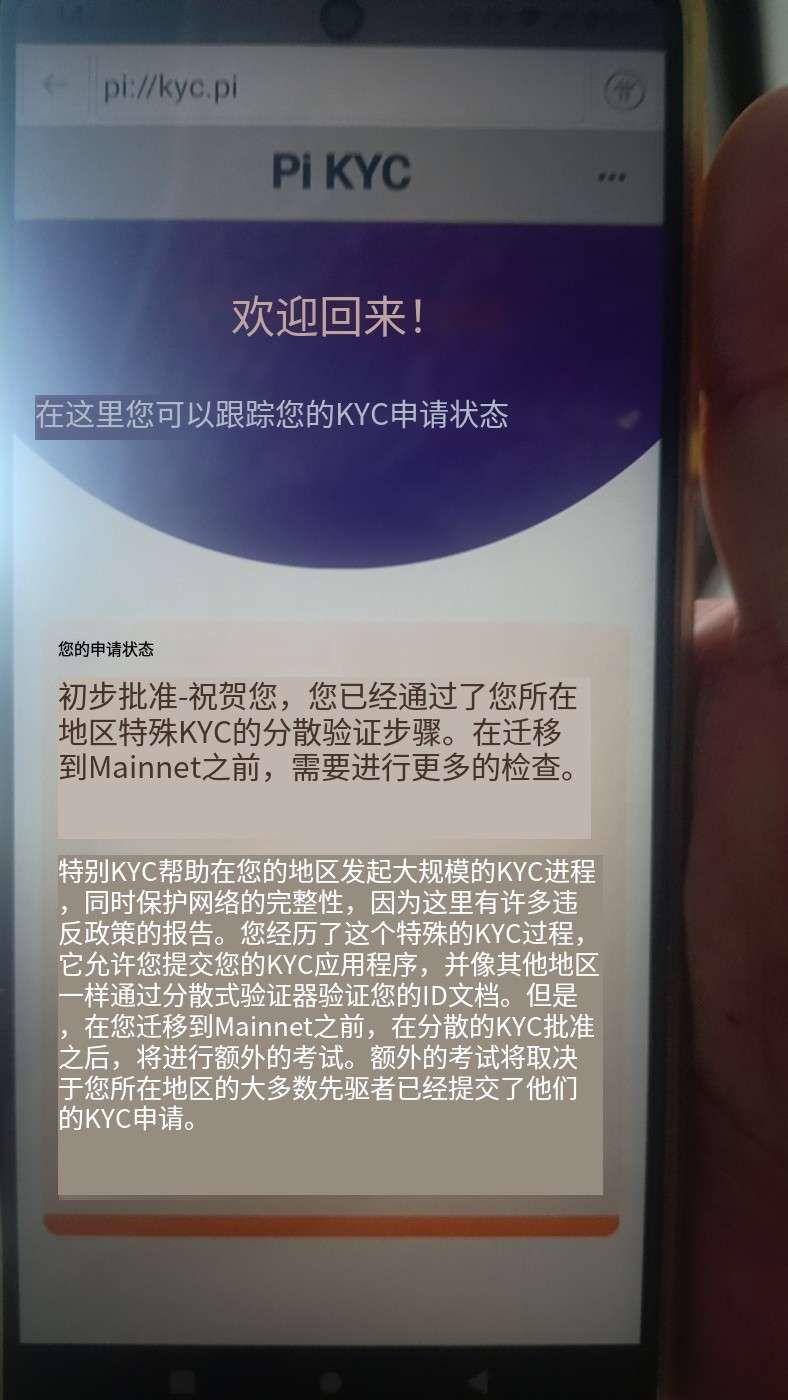 pi://kyc.pi
Pi KYC
欢迎回来!
在这里您可以跟踪您的KYC申请状态
您的申请状态
初步批准-祝贺您，您已经通过了您所在
地区特殊KYC的分散验证步骤。在迁移
到Mainnet之前，需要进行更多的检查。
特别KYC帮助在您的地区发起大规模的KYC进程
，同时保护网络的完整性，因为这里有许多违
反政策的报告。您经历了这个特殊的KYC过程，
它允许您提交您的KYC应用程序，并像其他地区
一样通过分散式验证器验证您的ID文档。但是
，在您迁移到Mainnet之前，在分散的KYC批准
之后，将进行额外的考试。额外的考试将取决
于您所在地区的大多数先驱者已经提交了他们
的KYC申请。